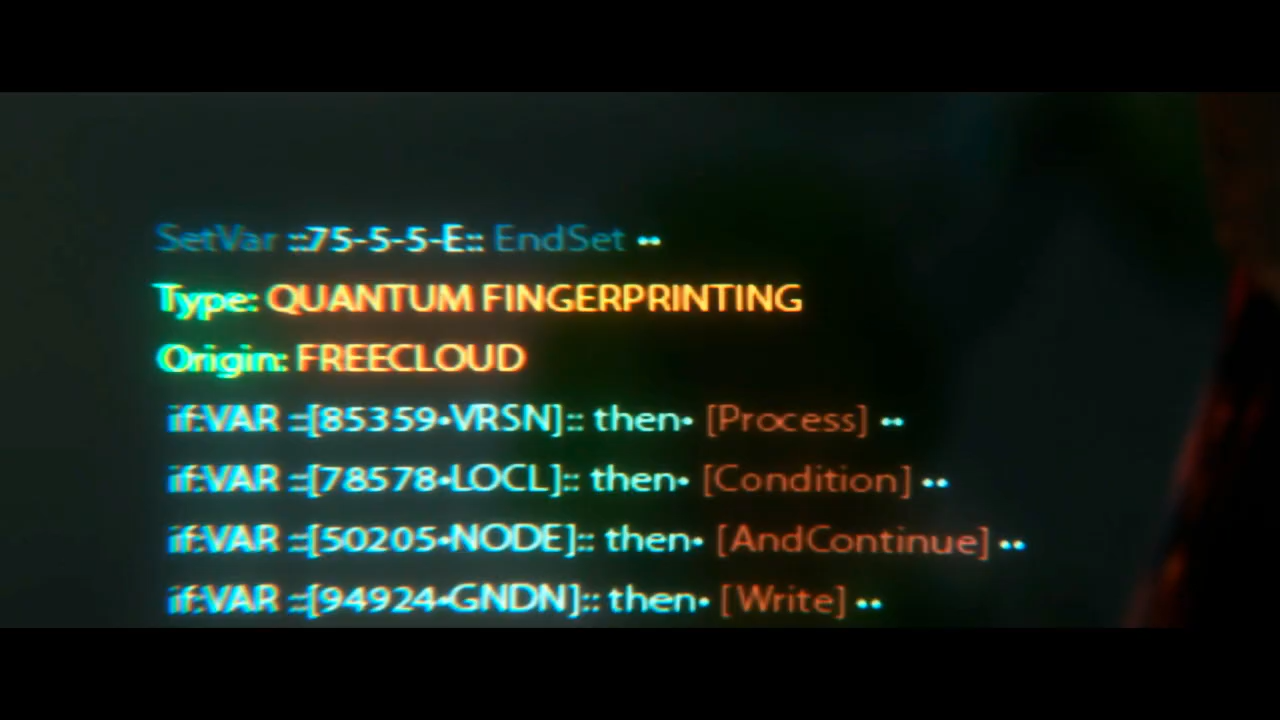 SetVar ::75-5-5-E:: EndSet ••
Type: QUANTUM FINGERPRINTING
Origin: FREECLOUD
if:VAR ::[85359•VRSN]:: then• [Process] ••
if:VAR ::[78578•LOCL]:: then• [Condition] ••
if:VAR ::[50205•NODE]:: then• [AndContinue] ••
if:VAR ::[94924•GNDN]:: then• [Write] ••